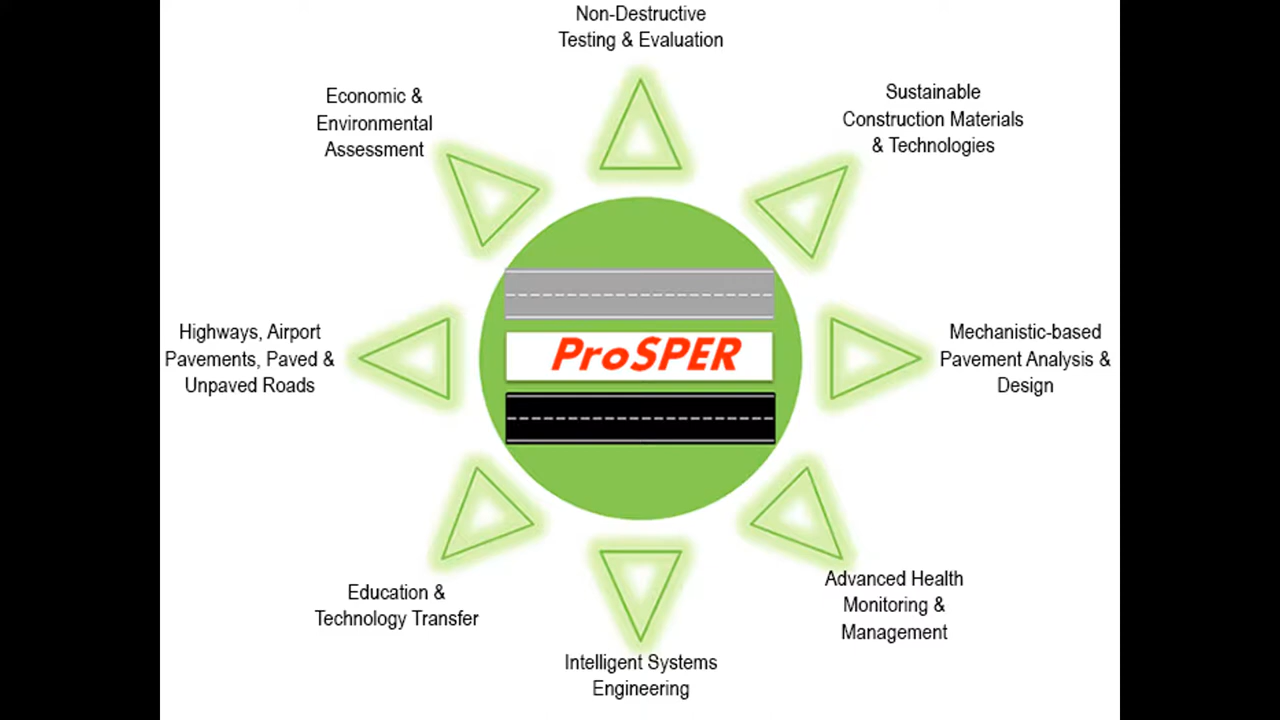 Non-Destructive
Testing & Evaluation
Sustainable
Construction Materials
& Technologies
Mechanistic-based
Pavement Analysis &
Design
Advanced Health
Monitoring &
Management
Intelligent Systems
Engineering
Education &
Technology Transfer
Highways, Airport
Pavements, Paved &
Unpaved Roads
Economic &
Environmental
Assessment
ProSPER